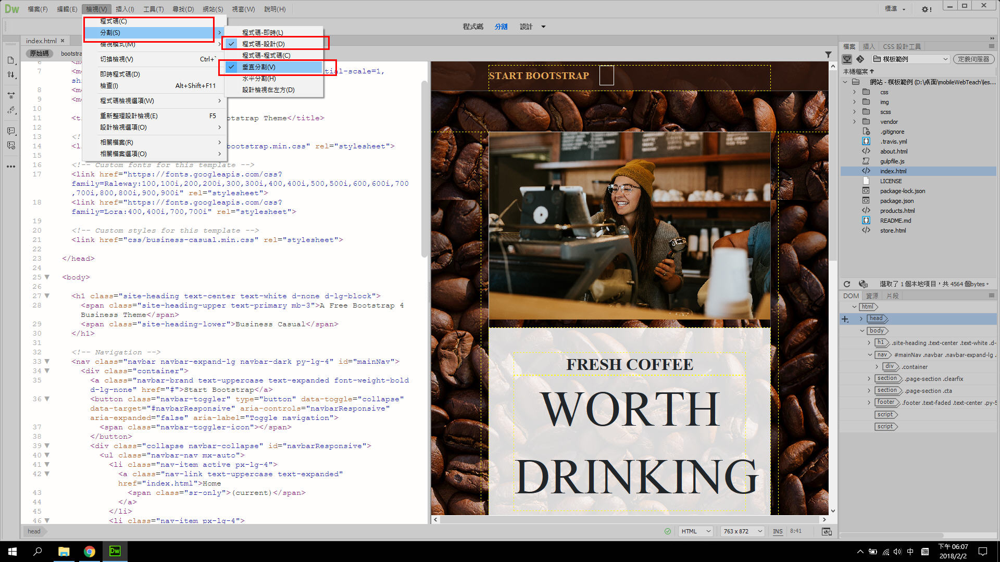 Dw 檔案(F) 編輯(E) 檢視(V) 插入(I) 工具(T) 尋找(D) 網站(S) 視窗(W) 說明(H) 標準
程式碼 分割 設計
程式碼(C)
分割(S)
檢視模式(M)
切換檢視(V) Ctrl+`
即時程式碼(D)
檢查(I) Alt+Shift+F11
程式碼檢視選項(W)
重新整理設計檢視(E) F5
設計檢視選項(O)
相關檔案(R)
相關檔案選項(O)
程式碼-即時(L)
程式碼-設計(D)
程式碼-程式碼(C)
垂直分割(V)
水平分割(H)
設計檢視在左方(D)
index.html ×
原始碼 bootstra
6 <m
7 <me tial-scale=1,
shi
8 <me
9 <me
10
11 <ti otstrap Theme</title>
12
13 <!
14 <l bootstrap.min.css" rel="stylesheet">
15
16 <!-- Custom fonts for this template -->
17 <link href="https://fonts.googleapis.com/css?
family=Raleway:100,100i,200,200i,300,300i,400,400i,500,500i,600,600i,700
,700i,800,800i,900,900i" rel="stylesheet">
18 <link href="https://fonts.googleapis.com/css?
family=Lora:400,400i,700,700i" rel="stylesheet">
19
20 <!-- Custom styles for this template -->
21 <link href="css/business-casual.min.css" rel="stylesheet">
22
23 </head>
24
25 <body>
26
27 <h1 class="site-heading text-center text-white d-none d-lg-block">
28 <span class="site-heading-upper text-primary mb-3">A Free Bootstrap 4
Business Theme</span>
29 <span class="site-heading-lower">Business Casual</span>
30 </h1>
31
32 <!-- Navigation -->
33 <nav class="navbar navbar-expand-lg navbar-dark py-lg-4" id="mainNav">
34 <div class="container">
35 <a class="navbar-brand text-uppercase text-expanded font-weight-bold
d-lg-none" href="#">Start Bootstrap</a>
36 <button class="navbar-toggler" type="button" data-toggle="collapse"
data-target="#navbarResponsive" aria-controls="navbarResponsive"
aria-expanded="false" aria-label="Toggle navigation">
37 <span class="navbar-toggler-icon"></span>
38 </button>
39 <div class="collapse navbar-collapse" id="navbarResponsive">
40 <ul class="navbar-nav mx-auto">
41 <li class="nav-item active px-lg-4">
42 <a class="nav-link text-uppercase text-expanded"
href="index.html">Home
43 <span class="sr-only">(current)</span>
44 </a>
45 </li>
46 <li class="nav-item px-lg-4">
head
START BOOTSTRAP
FRESH COFFEE
WORTH
DRINKING
HTML 763 x 872 INS 8:41
檔案 插入 CSS 設計工具
模板範例 定義伺服器
本機檔案
網站 - 模板範例 (D:\桌面\mobileWebTeach\les...
css
img
scss
vendor
.gitignore
.travis.yml
about.html
gulpfile.js
index.html
LICENSE
package-lock.json
package.json
products.html
README.md
store.html
選取了 1 個本地項目，共 4564 個bytes。
DOM 資源 片段
html
head
body
h1 .site-heading .text-center .text-white .d-
nav #mainNav .navbar .navbar-expand-lg .
div .container
section .page-section .clearfix
section .page-section .cta
footer .footer .text-faded .text-center .py-5
script
script
Dw 中 下午 06:07
2018/2/2